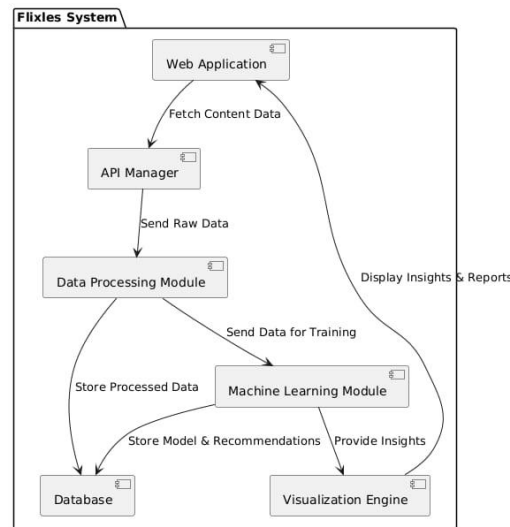 Flixles System
Web Application
Fetch Content Data
API Manager
Send Raw Data
Data Processing Module
Display Insights & Reports
Send Data for Training
Machine Learning Module
Store Processed Data
Store Model & Recommendations
Provide Insights
Database
Visualization Engine